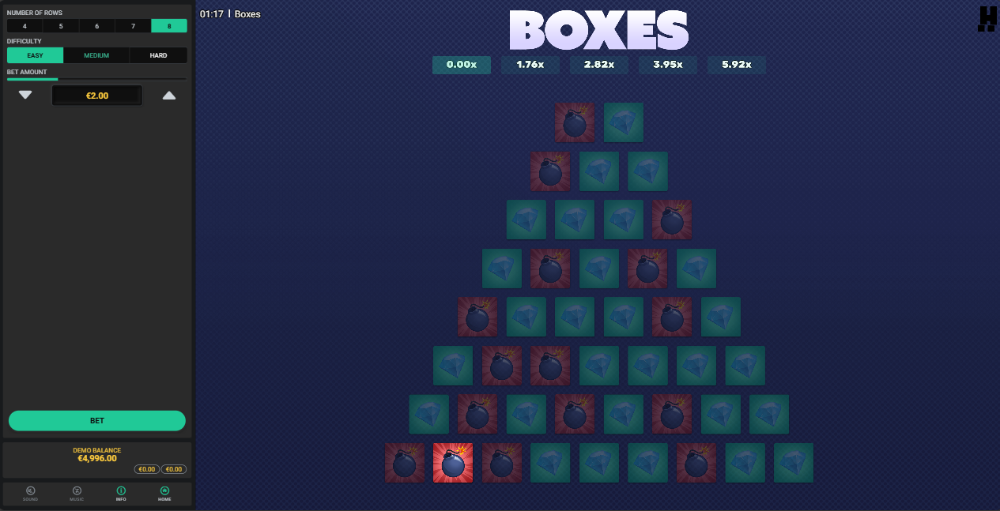 NUMBER OF ROWS
4 5 6 7 8
DIFFICULTY
EASY MEDIUM HARD
BET AMOUNT
€2.00
BET
DEMO BALANCE
€4,996.00
€0.00 €0.00
SOUND MUSIC INFO HOME
01:17 | Boxes
BOXES
0.00x 1.76x 2.82x 3.95x 5.92x
H